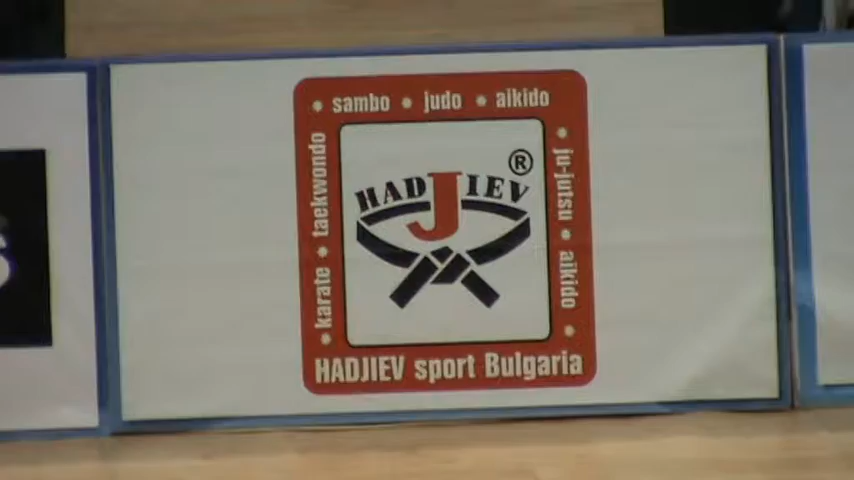 • sambo • judo • aikido
• karate • taekwondo
• ju-jutsu • aikido •
HADJIEV ®
HADJIEV sport Bulgaria